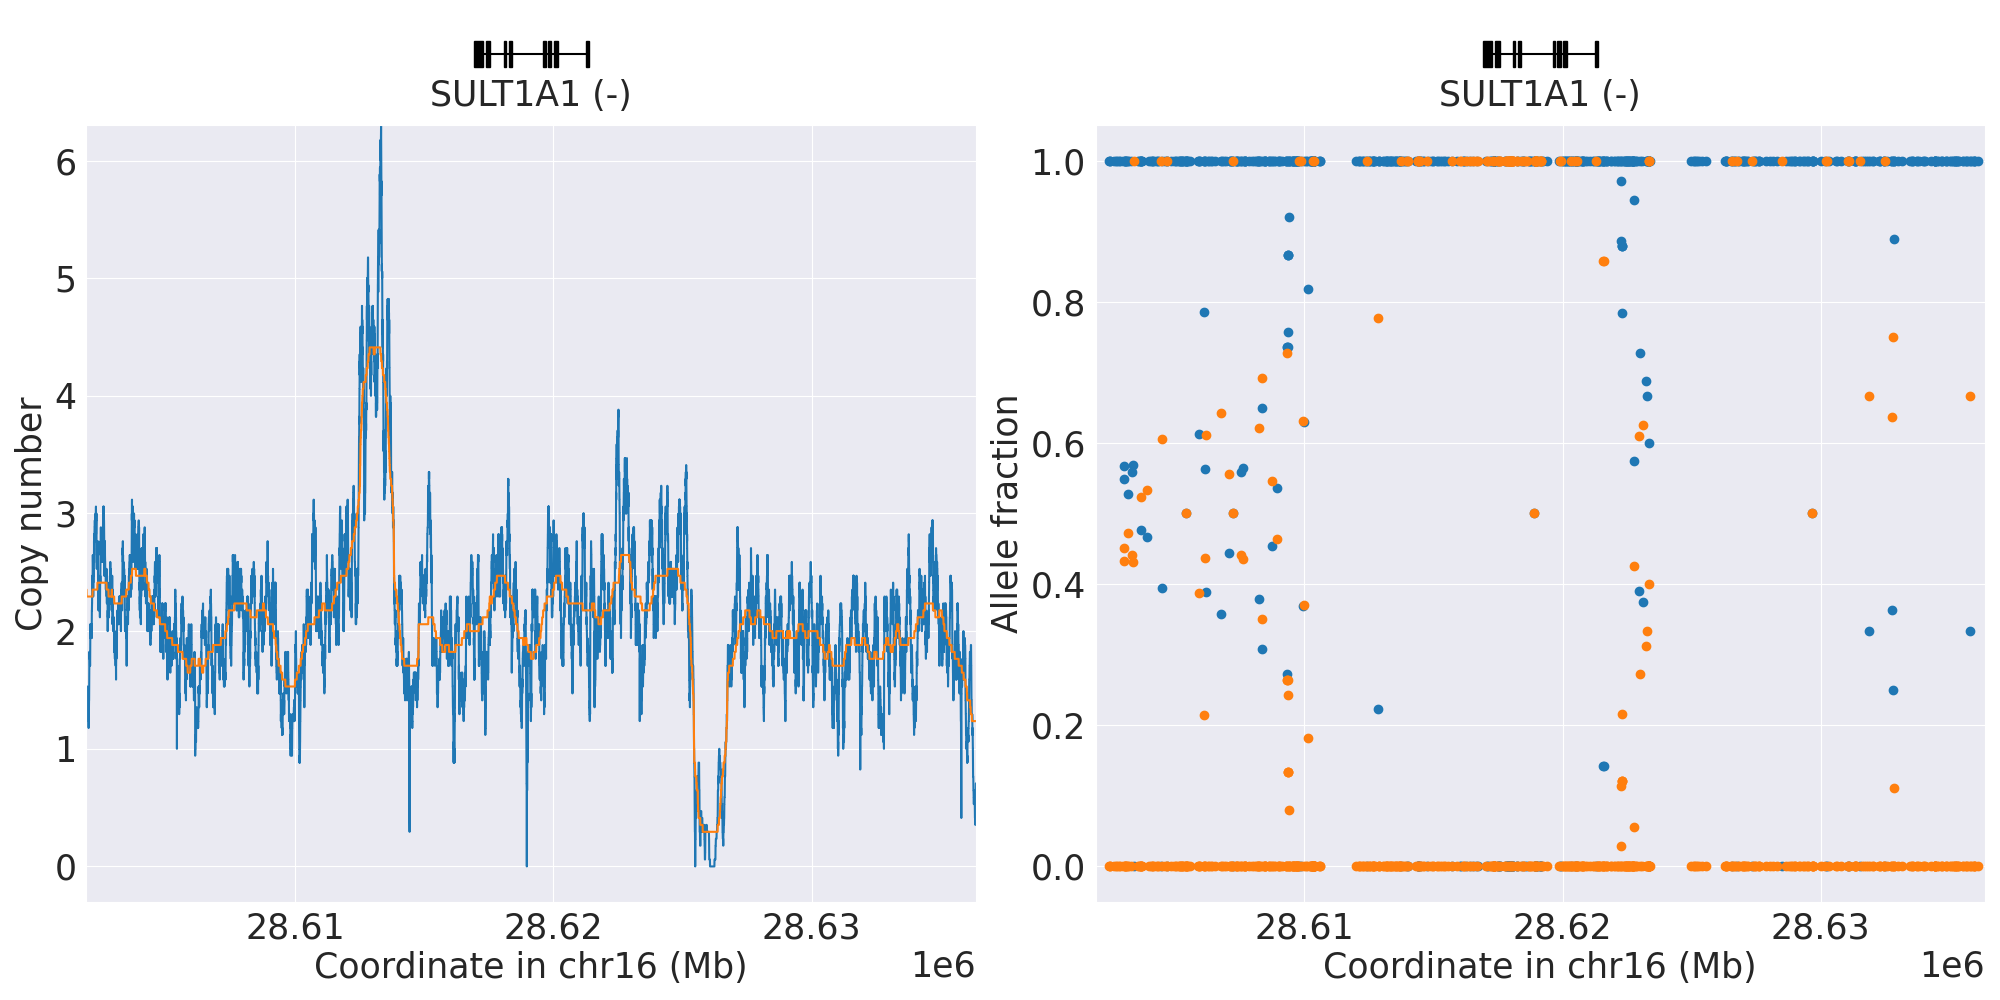 SULT1A1 (-)
Copy number
6
5
4
3
2
1
0
28.61
28.62
28.63
Coordinate in chr16 (Mb)
1e6
SULT1A1 (-)
Allele fraction
1.0
0.8
0.6
0.4
0.2
0.0
28.61
28.62
28.63
Coordinate in chr16 (Mb)
1e6